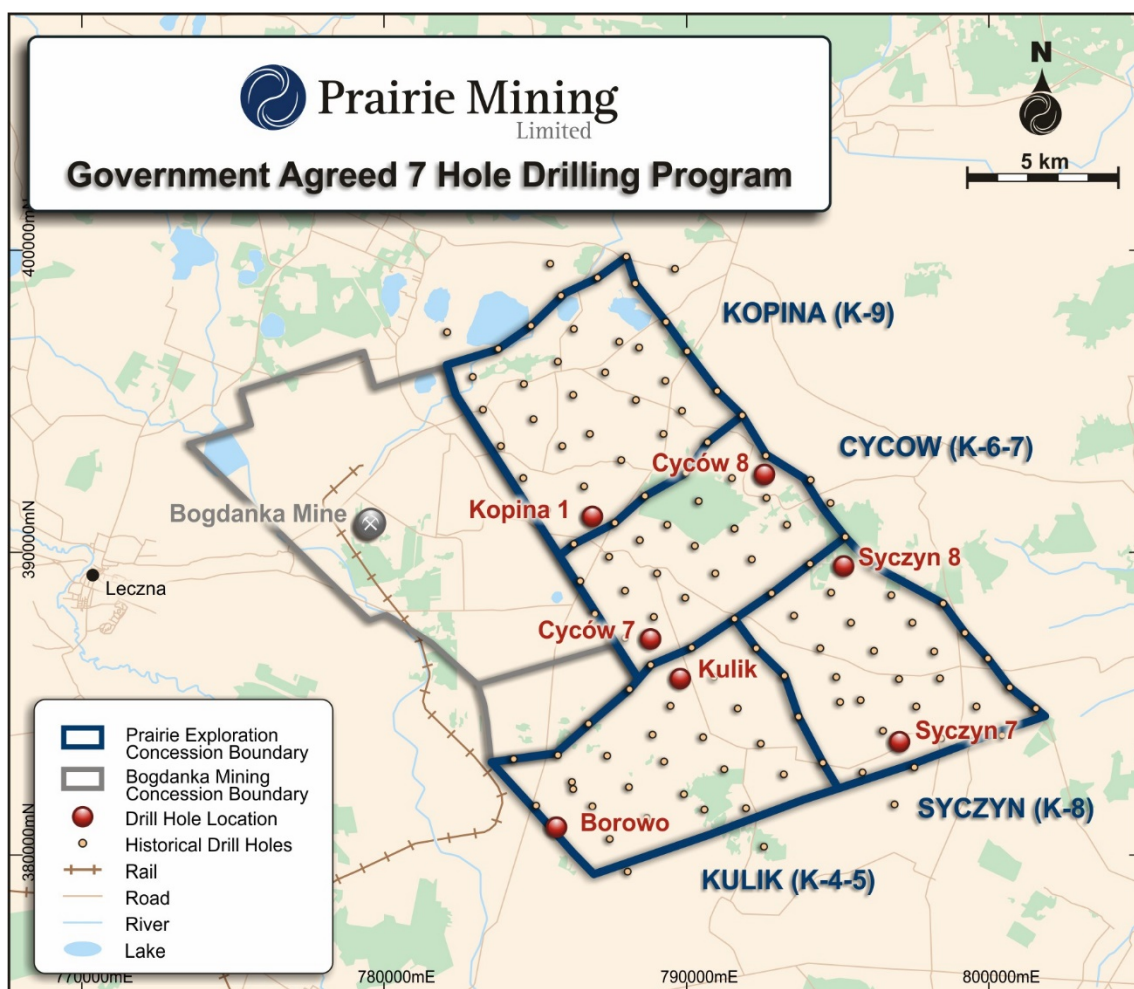 Prairie Mining
Limited
Government Agreed 7 Hole Drilling Program
N
5 km
400000mN
390000mN
380000mN
KOPINA (K-9)
CYCOW (K-6-7)
Cyców 8
Kopina 1
Bogdanka Mine
Syczyn 8
Leczna
Cyców 7
Kulik
Syczyn 7
Borowo
SYCZYN (K-8)
KULIK (K-4-5)
Prairie Exploration
Concession Boundary
Bogdanka Mining
Concession Boundary
Drill Hole Location
Historical Drill Holes
Rail
Road
River
Lake
770000mE
780000mE
790000mE
800000mE